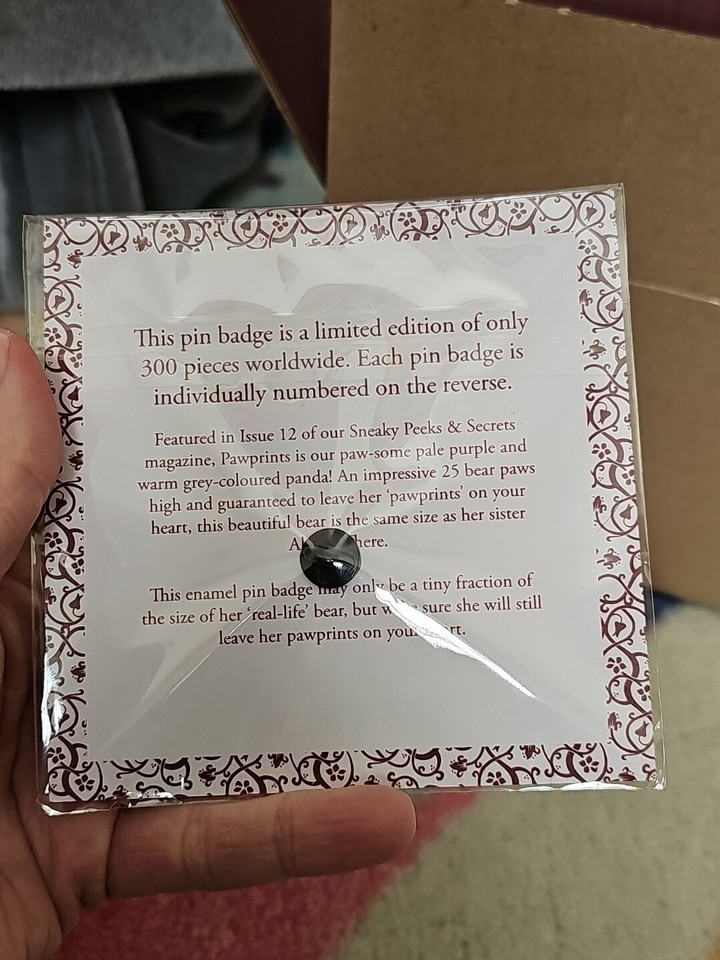 This pin badge is a limited edition of only
300 pieces worldwide. Each pin badge is
individually numbered on the reverse.
Featured in Issue 12 of our Sneaky Peeks & Secrets
magazine, Pawprints is our paw-some pale purple and
warm grey-coloured panda! An impressive 25 bear paws
high and guaranteed to leave her ‘pawprints’ on your
heart, this beautiful bear is the same size as her sister
here.
This enamel pin badge may only be a tiny fraction of
the size of her ‘real-life’ bear, but sure she will still
leave her pawprints on your